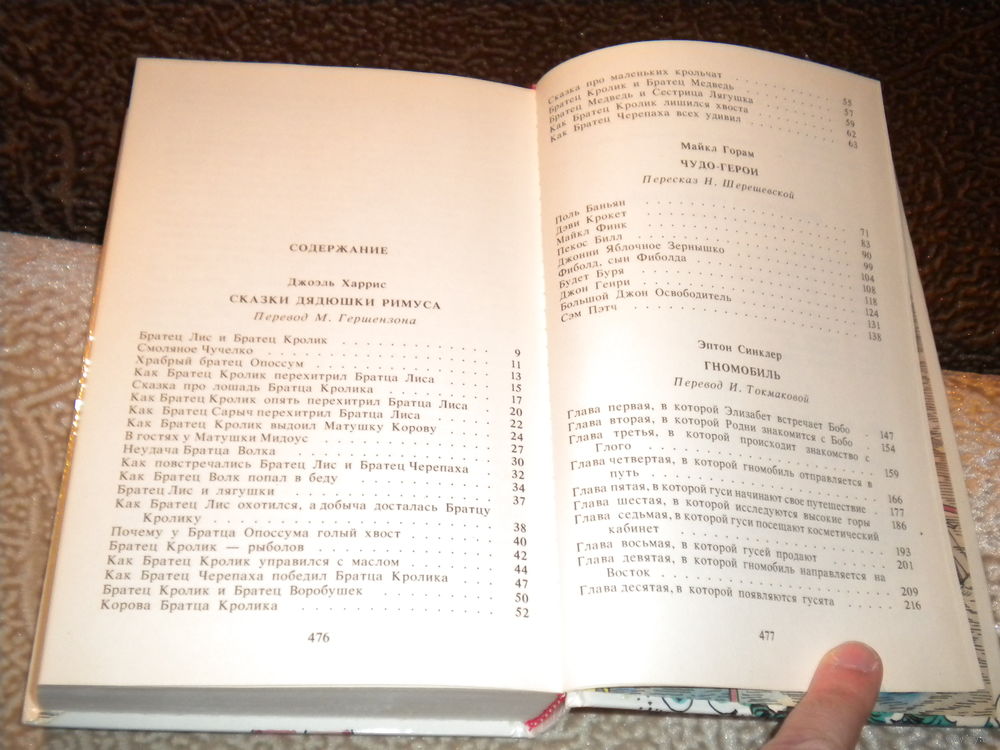 СОДЕРЖАНИЕ
Джоэль Харрис
СКАЗКИ ДЯДЮШКИ РИМУСА
Перевод М. Гершензона
Братец Лис и Братец Кролик . . . . . . . . 9
Смоляное Чучелко . . . . . . . . 11
Храбрый братец Опоссум . . . . . . . . 13
Как Братец Кролик перехитрил Братца Лиса . . . . 15
Сказка про лошадь Братца Кролика . . . . . . 17
Как Братец Кролик опять перехитрил Братца Лиса . . 20
Как Братец Сарыч перехитрил Братца Лиса . . . . 22
Как Братец Кролик выдоил Матушку Корову . . . . 24
В гостях у Матушки Мидоус . . . . . . . . 27
Неудача Братца Волка . . . . . . . . 30
Как повстречались Братец Лис и Братец Черепаха . . 32
Как Братец Волк попал в беду . . . . . . 34
Братец Лис и лягушки . . . . . . . . 37
Как Братец Лис охотился, а добыча досталась Братцу
Кролику . . . . . . . . 38
Почему у Братца Опоссума голый хвост . . . . . 40
Братец Кролик — рыболов . . . . . . . . 42
Как Братец Кролик управился с маслом . . . . . 44
Как Братец Черепаха победил Братца Кролика . . . 47
Братец Кролик и Братец Воробушек . . . . . . 50
Корова Братца Кролика . . . . . . . . 52
476
Сказка про маленьких крольчат . . . . . . 55
Братец Кролик и Братец Медведь . . . . . . 57
Братец Медведь и Сестрица Лягушка . . . . . 59
Как Братец Кролик лишился хвоста . . . . . 62
Как Братец Черепаха всех удивил . . . . . 63
Майкл Горам
ЧУДО-ГЕРОИ
Пересказ Н. Шерешевской
Поль Баньян . . . . . . . . 71
Дэви Крокет . . . . . . . . 83
Майкл Финк . . . . . . . . 90
Пекос Билл . . . . . . . . 99
Джонни Яблочное Зернышко . . . . . . 104
Фиболд, сын Фиболда . . . . . . . . 108
Будет Буря . . . . . . . . 118
Джон Генри . . . . . . . . 124
Большой Джон Освободитель . . . . . . 131
Сэм Пэтч . . . . . . . . 138
Эптон Синклер
ГНОМОБИЛЬ
Перевод И. Токмаковой
Глава первая, в которой Элизабет встречает Бобо . . 147
Глава вторая, в которой Родни знакомится с Бобо . . 154
Глава третья, в которой происходит знакомство с
Глого . . . . . . . . 159
Глава четвертая, в которой гномобиль отправляется в
путь . . . . . . . . 166
Глава пятая, в которой гуси начинают свое путешествие 177
Глава шестая, в которой исследуются высокие горы 186
Глава седьмая, в которой гуси посещают косметический
кабинет . . . . . . . . 193
Глава восьмая, в которой гусей продают . . . . 201
Глава девятая, в которой гномобиль направляется на
Восток . . . . . . . . 209
Глава десятая, в которой появляются гусята . . . . 216
477